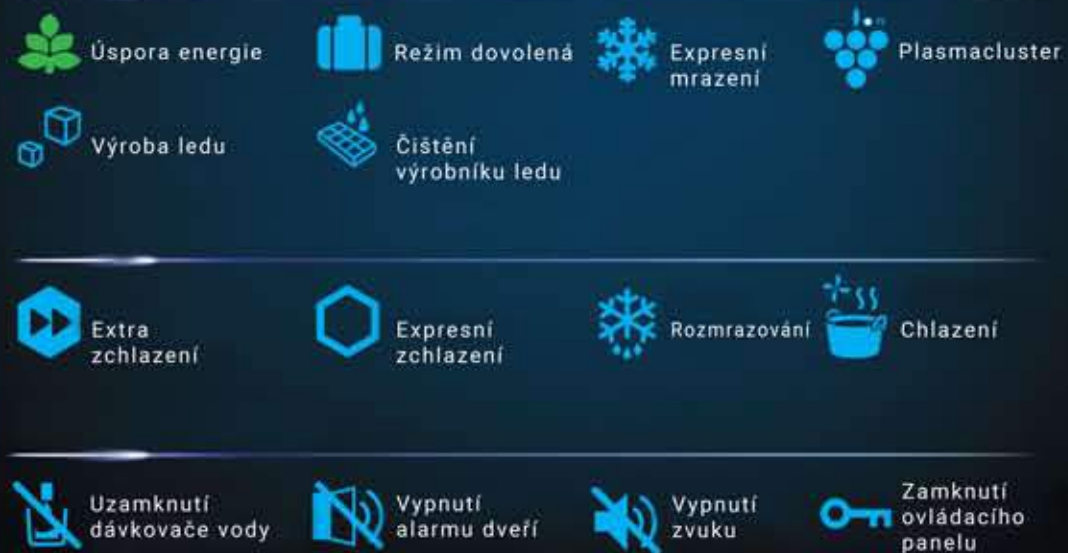 Úspora energie
Režim dovolená
Expresní
mrazení
ion
Plasmacluster
Výroba ledu
Čištění
výrobníku ledu
Extra
zchlazení
Expresní
zchlazení
Rozmrazování
Chlazení
Uzamknutí
dávkovače vody
Vypnutí
alarmu dveří
Vypnutí
zvuku
Zamknutí
ovládacího
panelu